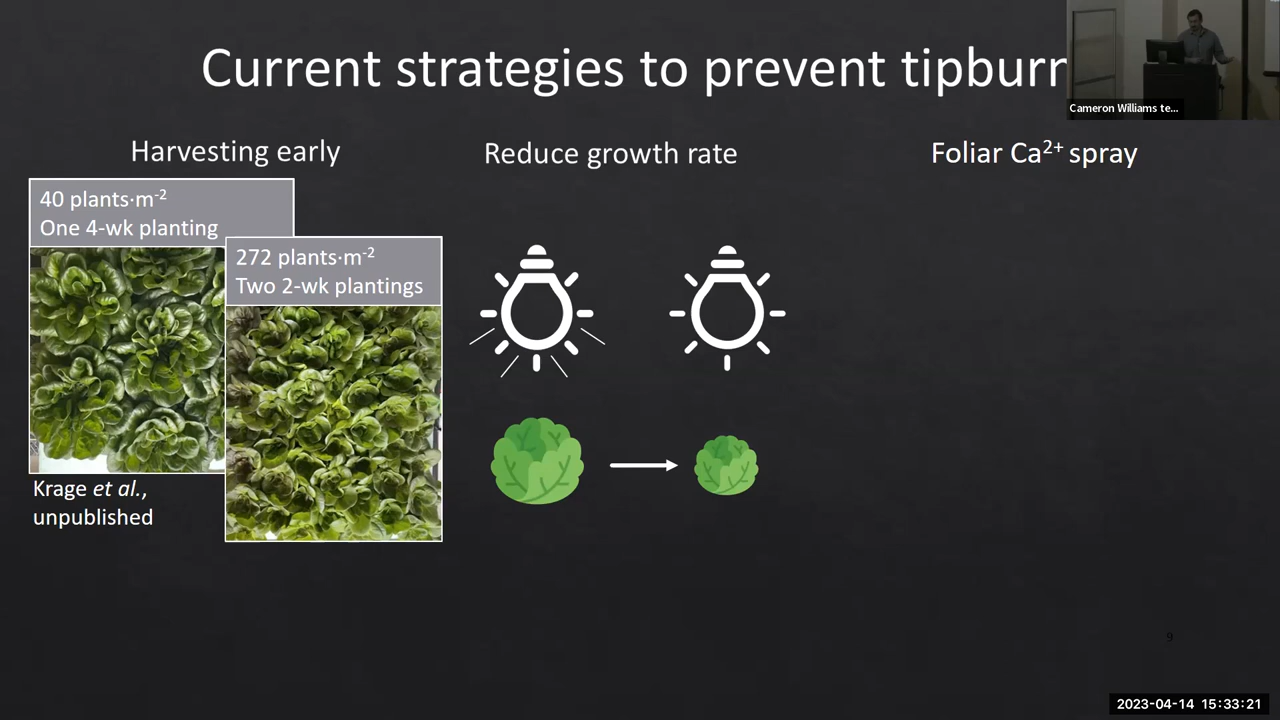 Current strategies to prevent tipburn
Cameron Williams te...
Harvesting early
Reduce growth rate
Foliar Ca²⁺ spray
40 plants·m⁻²
One 4-wk planting
272 plants·m⁻²
Two 2-wk plantings
Krage et al.,
unpublished
9
2023-04-14 15:33:21